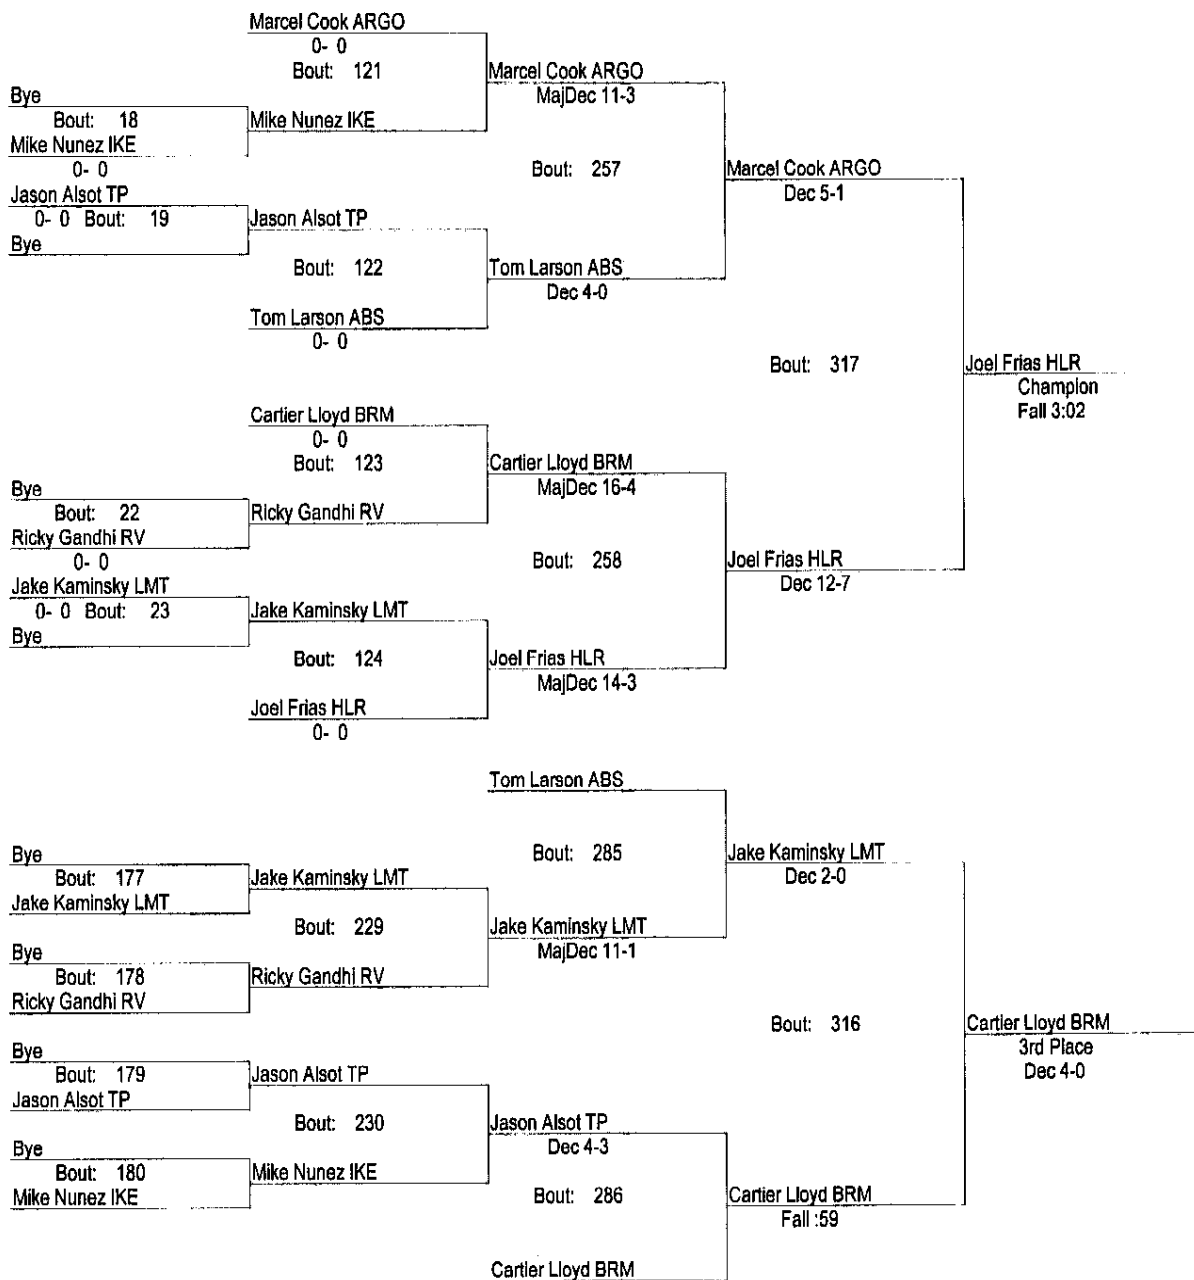 Marcel Cook ARGO
0- 0
Bout: 121
Marcel Cook ARGO
MajDec 11-3
Bye
Bout: 18
Mike Nunez IKE
Mike Nunez IKE
0- 0
Bout: 257
Marcel Cook ARGO
Dec 5-1
Jason Alsot TP
0- 0 Bout: 19
Jason Alsot TP
Bye
Bout: 122
Tom Larson ABS
Dec 4-0
Tom Larson ABS
0- 0
Bout: 317
Joel Frias HLR
Champion
Fall 3:02
Cartier Lloyd BRM
0- 0
Bout: 123
Cartier Lloyd BRM
MajDec 16-4
Bye
Bout: 22
Ricky Gandhi RV
Ricky Gandhi RV
0- 0
Bout: 258
Joel Frias HLR
Dec 12-7
Jake Kaminsky LMT
0- 0 Bout: 23
Jake Kaminsky LMT
Bye
Bout: 124
Joel Frias HLR
MajDec 14-3
Joel Frias HLR
0- 0
Tom Larson ABS
Bout: 285
Jake Kaminsky LMT
Dec 2-0
Bye
Bout: 177
Jake Kaminsky LMT
Jake Kaminsky LMT
Bout: 229
Jake Kaminsky LMT
MajDec 11-1
Bye
Bout: 178
Ricky Gandhi RV
Ricky Gandhi RV
Bout: 316
Cartier Lloyd BRM
3rd Place
Dec 4-0
Bye
Bout: 179
Jason Alsot TP
Jason Alsot TP
Bout: 230
Jason Alsot TP
Dec 4-3
Bye
Bout: 180
Mike Nunez IKE
Mike Nunez IKE
Bout: 286
Cartier Lloyd BRM
Fall :59
Cartier Lloyd BRM